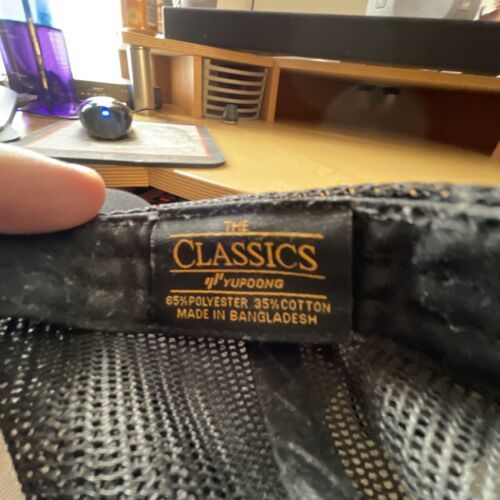 THE
CLASSICS
YUPOONG
65%POLYESTER 35%COTTON
MADE IN BANGLADESH